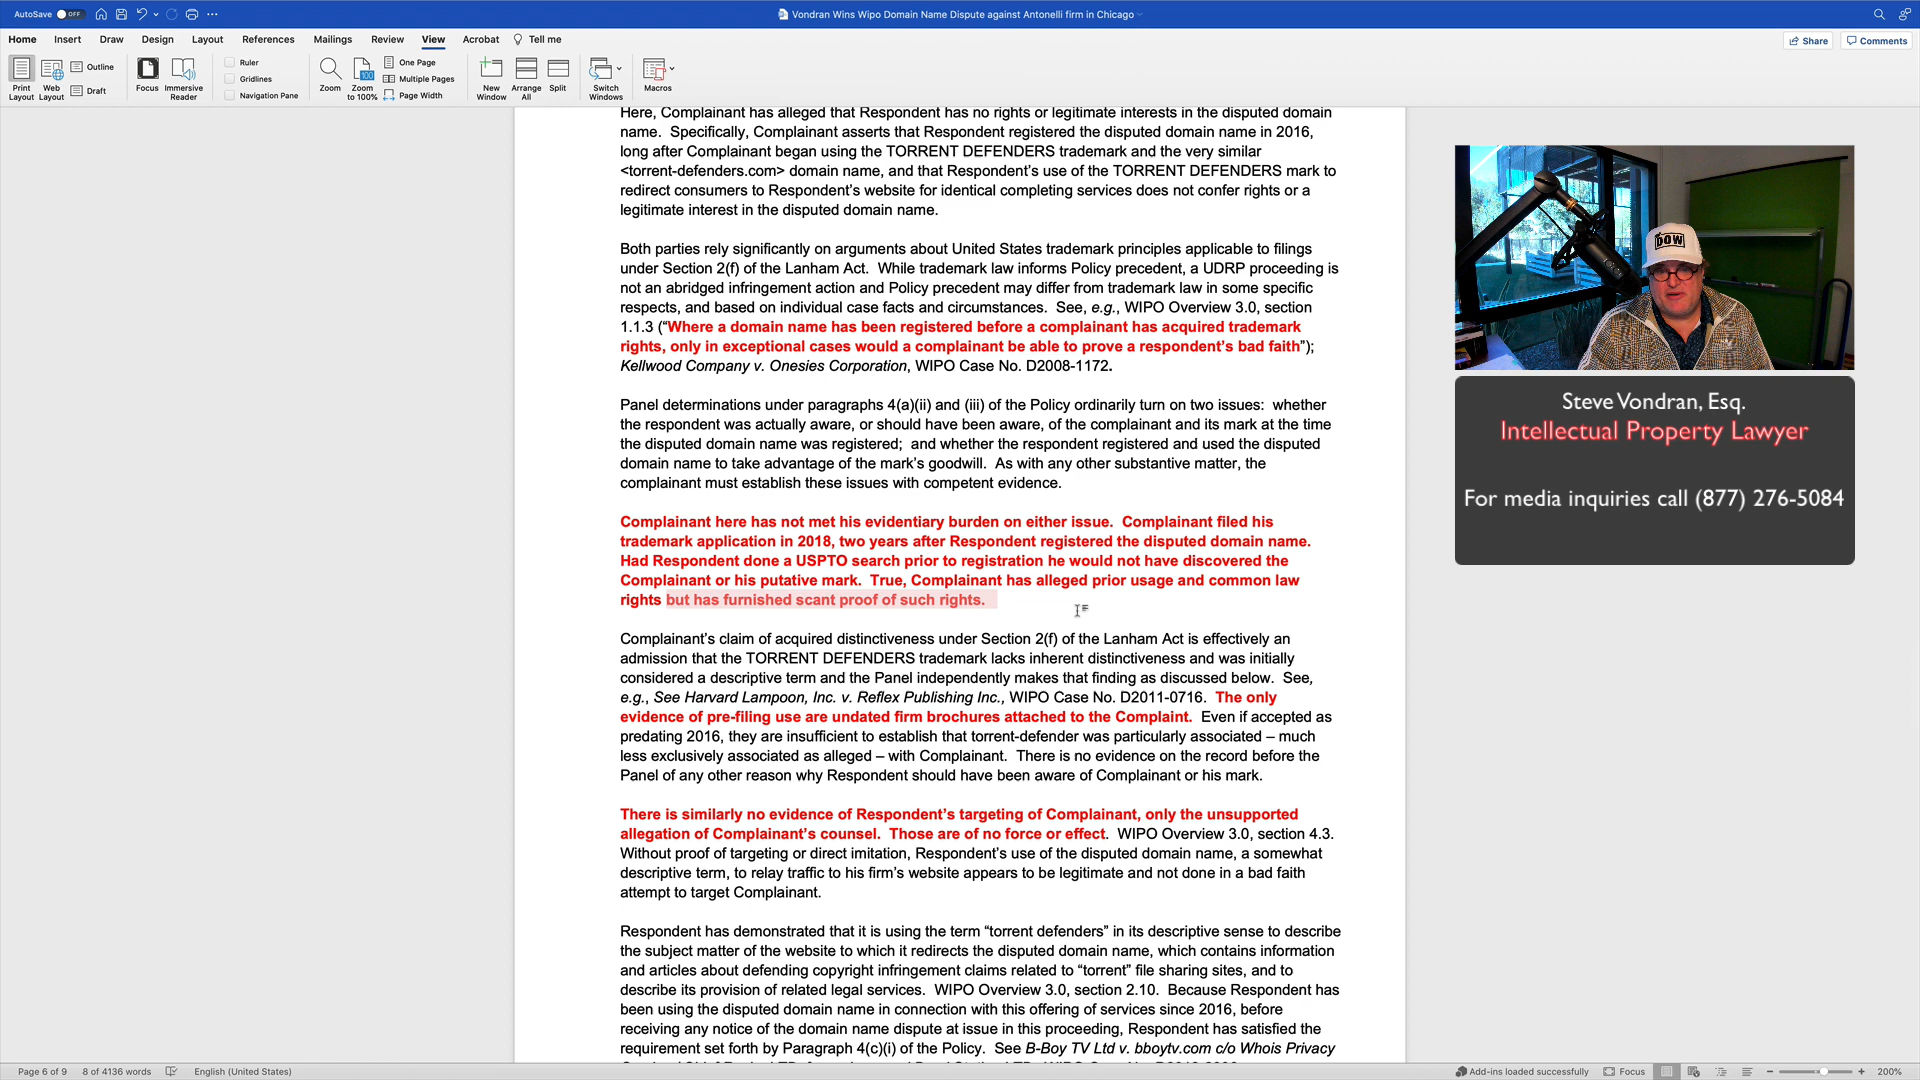 AutoSave OFF
Vondran Wins Wipo Domain Name Dispute against Antonelli firm in Chicago
Home Insert Draw Design Layout References Mailings Review View Acrobat Tell me
Share Comments
Print Layout
Web Layout
Outline
Draft
Focus
Immersive Reader
Ruler
Gridlines
Navigation Pane
Zoom
100
Zoom to 100%
One Page
Multiple Pages
Page Width
New Window
Arrange All
Split
Switch Windows
Macros
Here, Complainant has alleged that Respondent has no rights or legitimate interests in the disputed domain
name. Specifically, Complainant asserts that Respondent registered the disputed domain name in 2016,
long after Complainant began using the TORRENT DEFENDERS trademark and the very similar
<torrent-defenders.com> domain name, and that Respondent's use of the TORRENT DEFENDERS mark to
redirect consumers to Respondent's website for identical completing services does not confer rights or a
legitimate interest in the disputed domain name.
Both parties rely significantly on arguments about United States trademark principles applicable to filings
under Section 2(f) of the Lanham Act. While trademark law informs Policy precedent, a UDRP proceeding is
not an abridged infringement action and Policy precedent may differ from trademark law in some specific
respects, and based on individual case facts and circumstances. See, e.g., WIPO Overview 3.0, section
1.1.3 (“Where a domain name has been registered before a complainant has acquired trademark
rights, only in exceptional cases would a complainant be able to prove a respondent's bad faith”);
Kellwood Company v. Onesies Corporation, WIPO Case No. D2008-1172.
Panel determinations under paragraphs 4(a)(ii) and (iii) of the Policy ordinarily turn on two issues: whether
the respondent was actually aware, or should have been aware, of the complainant and its mark at the time
the disputed domain name was registered; and whether the respondent registered and used the disputed
domain name to take advantage of the mark's goodwill. As with any other substantive matter, the
complainant must establish these issues with competent evidence.
Complainant here has not met his evidentiary burden on either issue. Complainant filed his
trademark application in 2018, two years after Respondent registered the disputed domain name.
Had Respondent done a USPTO search prior to registration he would not have discovered the
Complainant or his putative mark. True, Complainant has alleged prior usage and common law
rights but has furnished scant proof of such rights.
Complainant's claim of acquired distinctiveness under Section 2(f) of the Lanham Act is effectively an
admission that the TORRENT DEFENDERS trademark lacks inherent distinctiveness and was initially
considered a descriptive term and the Panel independently makes that finding as discussed below. See,
e.g., See Harvard Lampoon, Inc. v. Reflex Publishing Inc., WIPO Case No. D2011-0716. The only
evidence of pre-filing use are undated firm brochures attached to the Complaint. Even if accepted as
predating 2016, they are insufficient to establish that torrent-defender was particularly associated – much
less exclusively associated as alleged – with Complainant. There is no evidence on the record before the
Panel of any other reason why Respondent should have been aware of Complainant or his mark.
There is similarly no evidence of Respondent's targeting of Complainant, only the unsupported
allegation of Complainant's counsel. Those are of no force or effect. WIPO Overview 3.0, section 4.3.
Without proof of targeting or direct imitation, Respondent's use of the disputed domain name, a somewhat
descriptive term, to relay traffic to his firm's website appears to be legitimate and not done in a bad faith
attempt to target Complainant.
Respondent has demonstrated that it is using the term “torrent defenders” in its descriptive sense to describe
the subject matter of the website to which it redirects the disputed domain name, which contains information
and articles about defending copyright infringement claims related to “torrent” file sharing sites, and to
describe its provision of related legal services. WIPO Overview 3.0, section 2.10. Because Respondent has
been using the disputed domain name in connection with this offering of services since 2016, before
receiving any notice of the domain name dispute at issue in this proceeding, Respondent has satisfied the
requirement set forth by Paragraph 4(c)(i) of the Policy. See B-Boy TV Ltd v. bboytv.com c/o Whois Privacy
DOW
Steve Vondran, Esq.
Intellectual Property Lawyer
For media inquiries call (877) 276-5084
Page 6 of 9 8 of 4136 words English (United States)
Add-ins loaded successfully Focus 200%